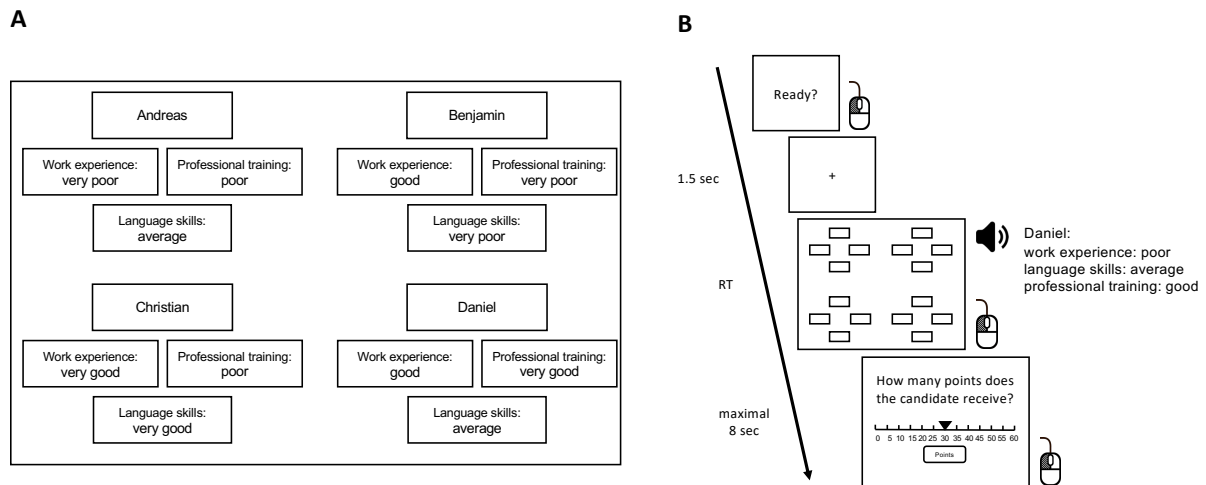 A
Andreas
Work experience:
very poor
Professional training:
poor
Language skills:
average
Benjamin
Work experience:
good
Professional training:
very poor
Language skills:
very poor
Christian
Work experience:
very good
Professional training:
poor
Language skills:
very good
Daniel
Work experience:
good
Professional training:
very good
Language skills:
average
B
Ready?
1.5 sec
+
RT
Daniel:
work experience: poor
language skills: average
professional training: good
maximal
8 sec
How many points does
the candidate receive?
0 5 10 15 20 25 30 35 40 45 50 55 60
Points